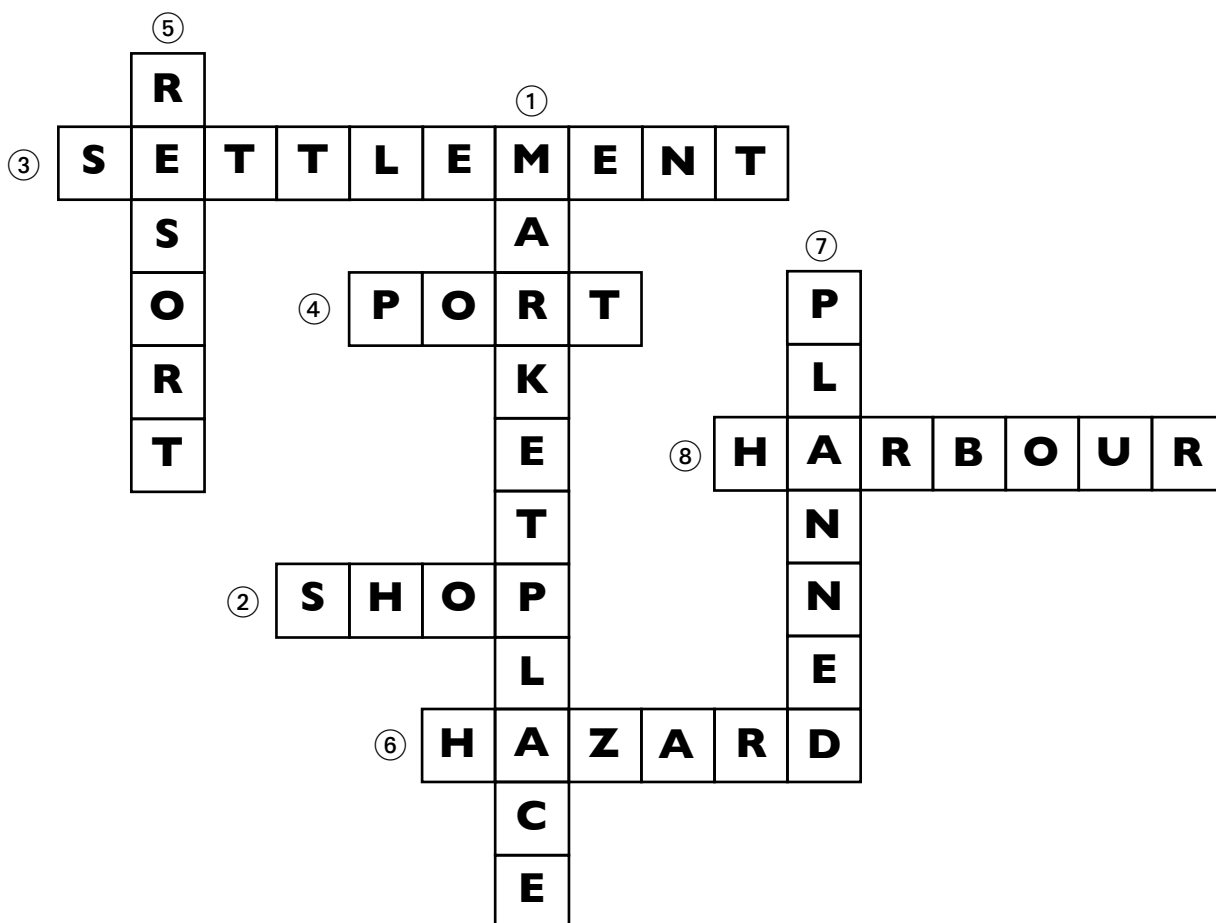 ⑤
R
①
③ S E T T L E M E N T
S A
⑦
O ④ P O R T P
R K L
T E ⑧ H A R B O U R
T N
② S H O P N
L E
⑥ H A Z A R D
C
E